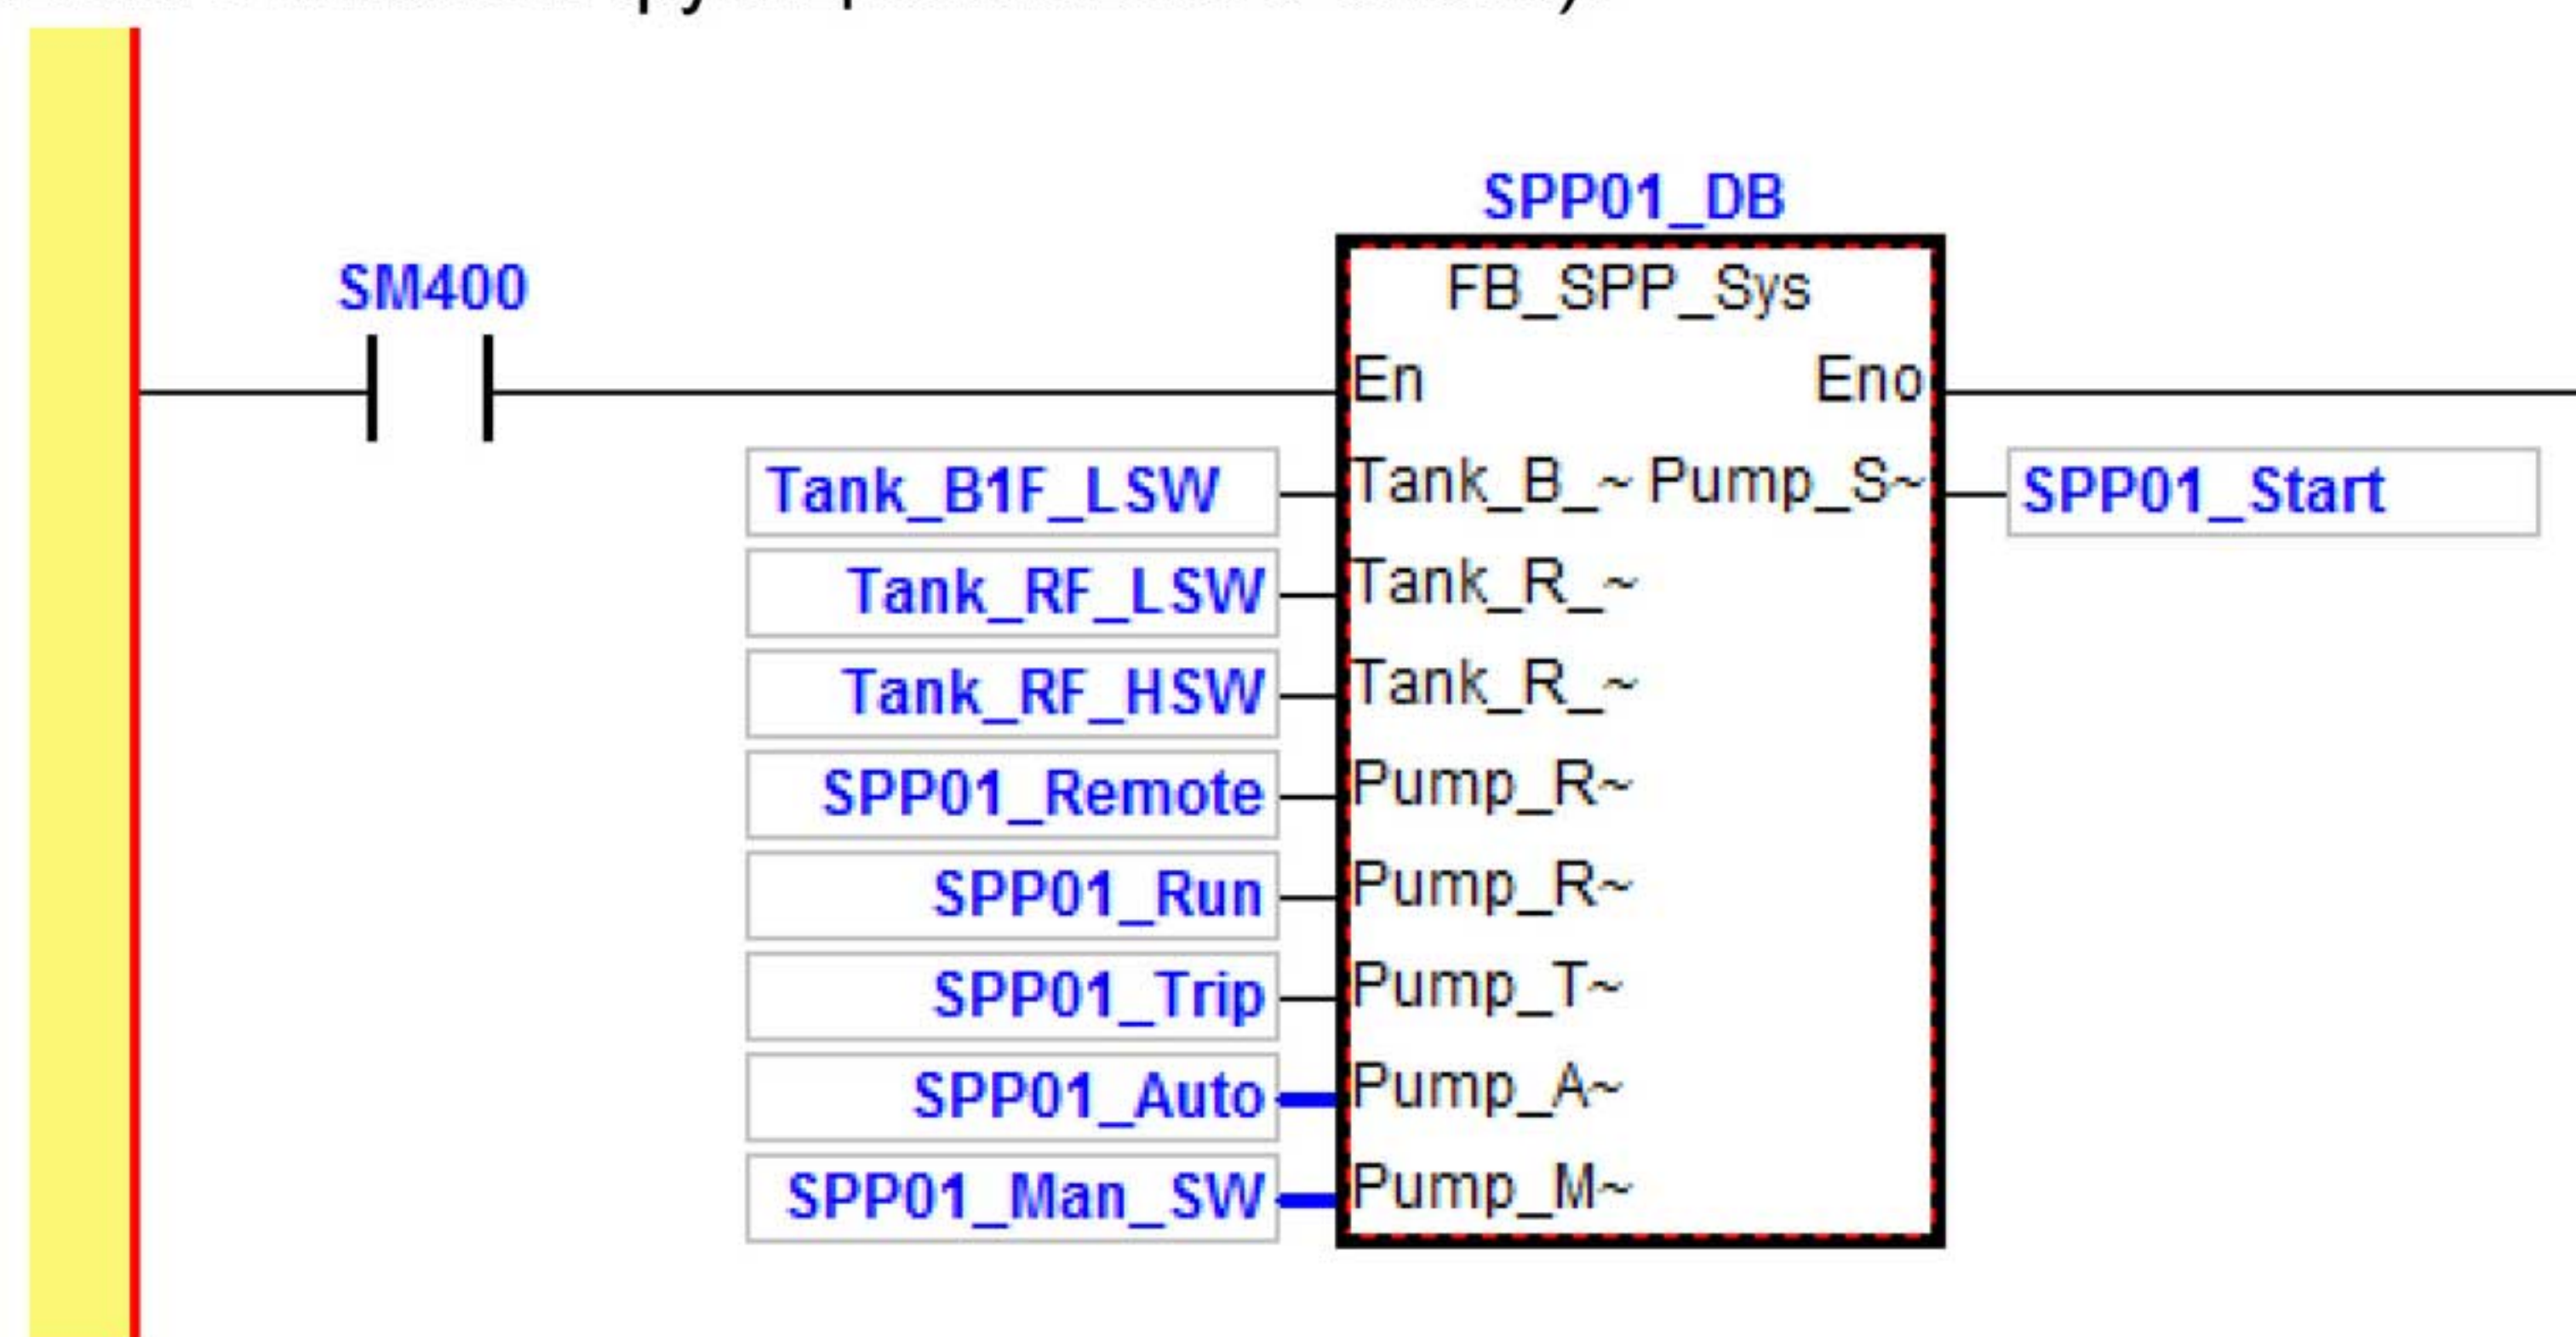 SPP01_DB
SM400
FB_SPP_Sys
En Eno
Tank_B1F_LSW Tank_B_~ Pump_S~ SPP01_Start
Tank_RF_LSW Tank_R_~
Tank_RF_HSW Tank_R_~
SPP01_Remote Pump_R~
SPP01_Run Pump_R~
SPP01_Trip Pump_T~
SPP01_Auto Pump_A~
SPP01_Man_SW Pump_M~